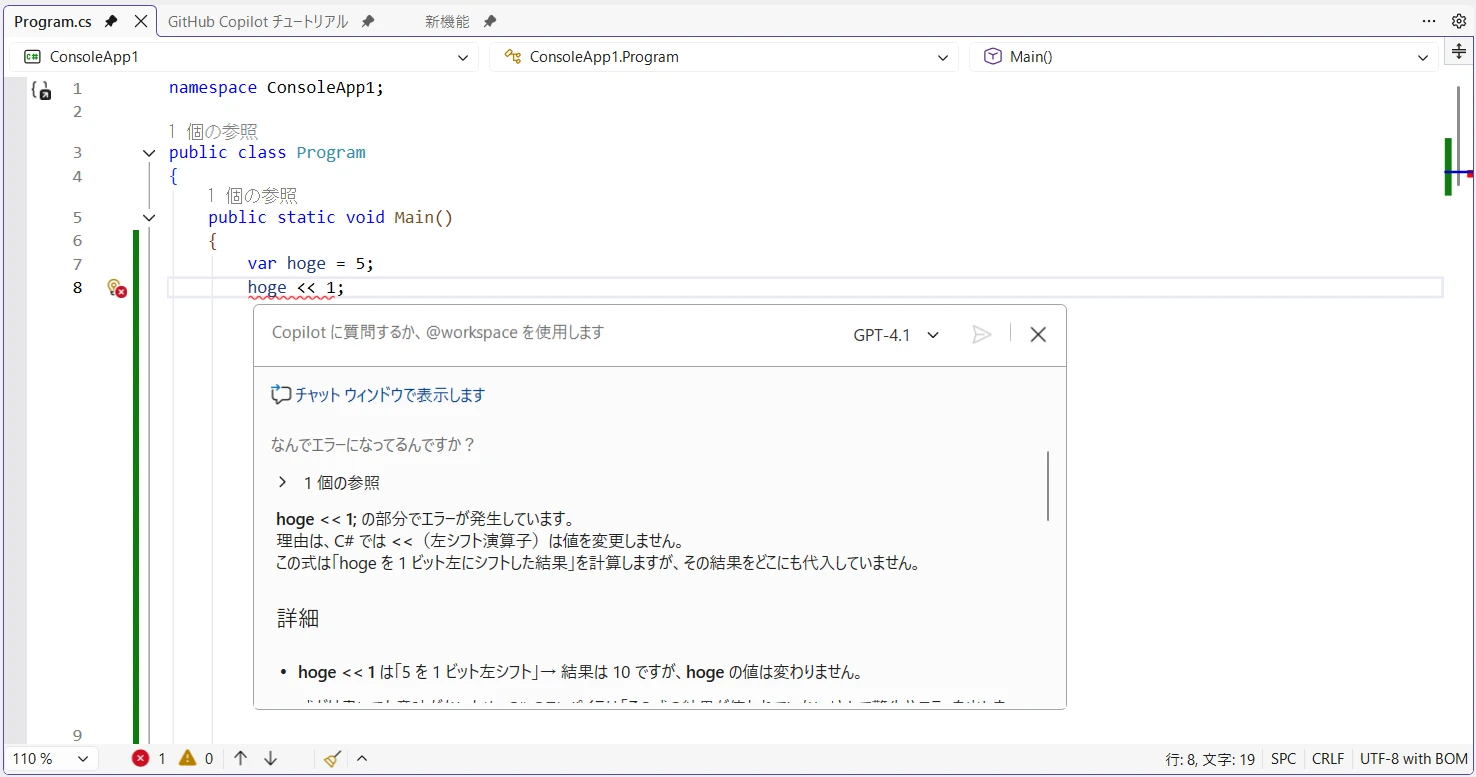 Program.cs
GitHub Copilot チュートリアル
新機能
ConsoleApp1
ConsoleApp1.Program
Main()
1 namespace ConsoleApp1;
2
1 個の参照
3 public class Program
4 {
1 個の参照
5 public static void Main()
6 {
7 var hoge = 5;
8 hoge << 1;
Copilot に質問するか、@workspace を使用します
GPT-4.1
チャット ウィンドウで表示します
なんでエラーになってるんですか？
1 個の参照
hoge << 1; の部分でエラーが発生しています。
理由は、C# では <<（左シフト演算子）は値を変更しません。
この式は「hoge を 1 ビット左にシフトした結果」を計算しますが、その結果をどこにも代入していません。
詳細
• hoge << 1 は「5 を 1 ビット左シフト」→ 結果は 10 ですが、hoge の値は変わりません。
9
110 %
1
0
行: 8, 文字: 19
SPC
CRLF
UTF-8 with BOM